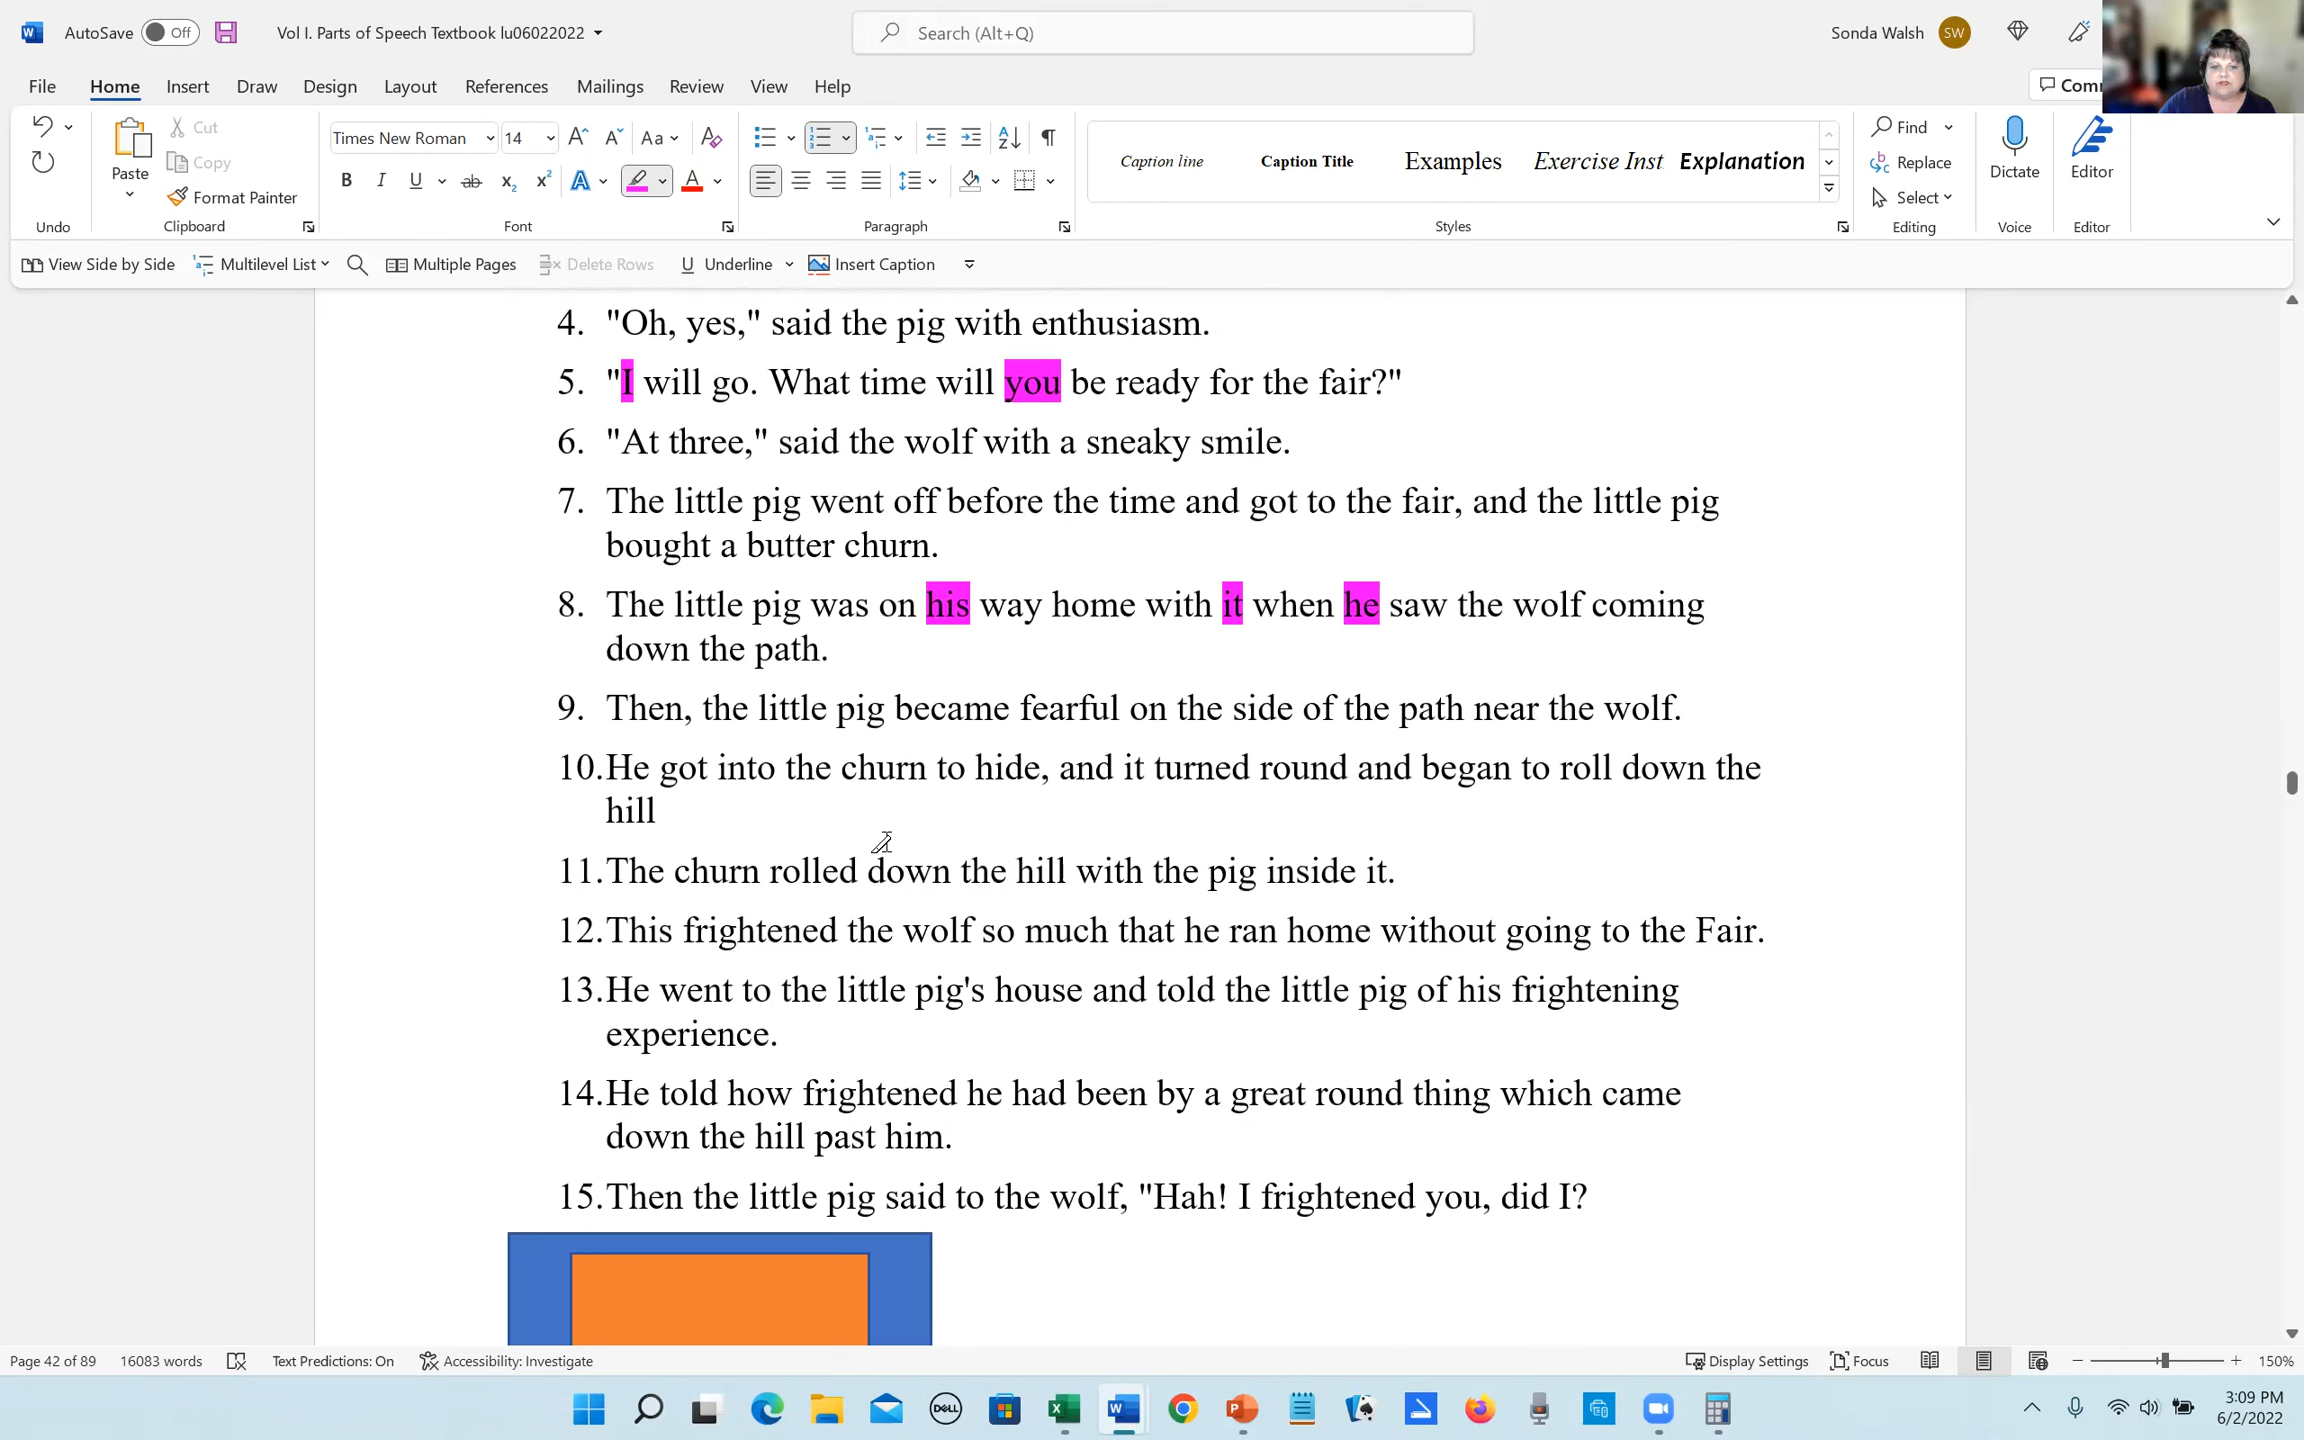 AutoSave Off Vol I. Parts of Speech Textbook lu06022022 Search (Alt+Q) Sonda Walsh SW
File Home Insert Draw Design Layout References Mailings Review View Help
Paste Cut Copy Format Painter
Times New Roman 14 Aa
Caption line Caption Title Examples Exercise Inst Explanation
Find Replace Select Dictate Editor
Undo Clipboard Font Paragraph Styles Editing Voice Editor
View Side by Side Multilevel List Multiple Pages Delete Rows Underline Insert Caption
4. "Oh, yes," said the pig with enthusiasm.
5. "I will go. What time will you be ready for the fair?"
6. "At three," said the wolf with a sneaky smile.
7. The little pig went off before the time and got to the fair, and the little pig
bought a butter churn.
8. The little pig was on his way home with it when he saw the wolf coming
down the path.
9. Then, the little pig became fearful on the side of the path near the wolf.
10.He got into the churn to hide, and it turned round and began to roll down the
hill
11.The churn rolled down the hill with the pig inside it.
12.This frightened the wolf so much that he ran home without going to the Fair.
13.He went to the little pig's house and told the little pig of his frightening
experience.
14.He told how frightened he had been by a great round thing which came
down the hill past him.
15.Then the little pig said to the wolf, "Hah! I frightened you, did I?
Page 42 of 89 16083 words Text Predictions: On Accessibility: Investigate Display Settings Focus 150%
DELL
3:09 PM
6/2/2022